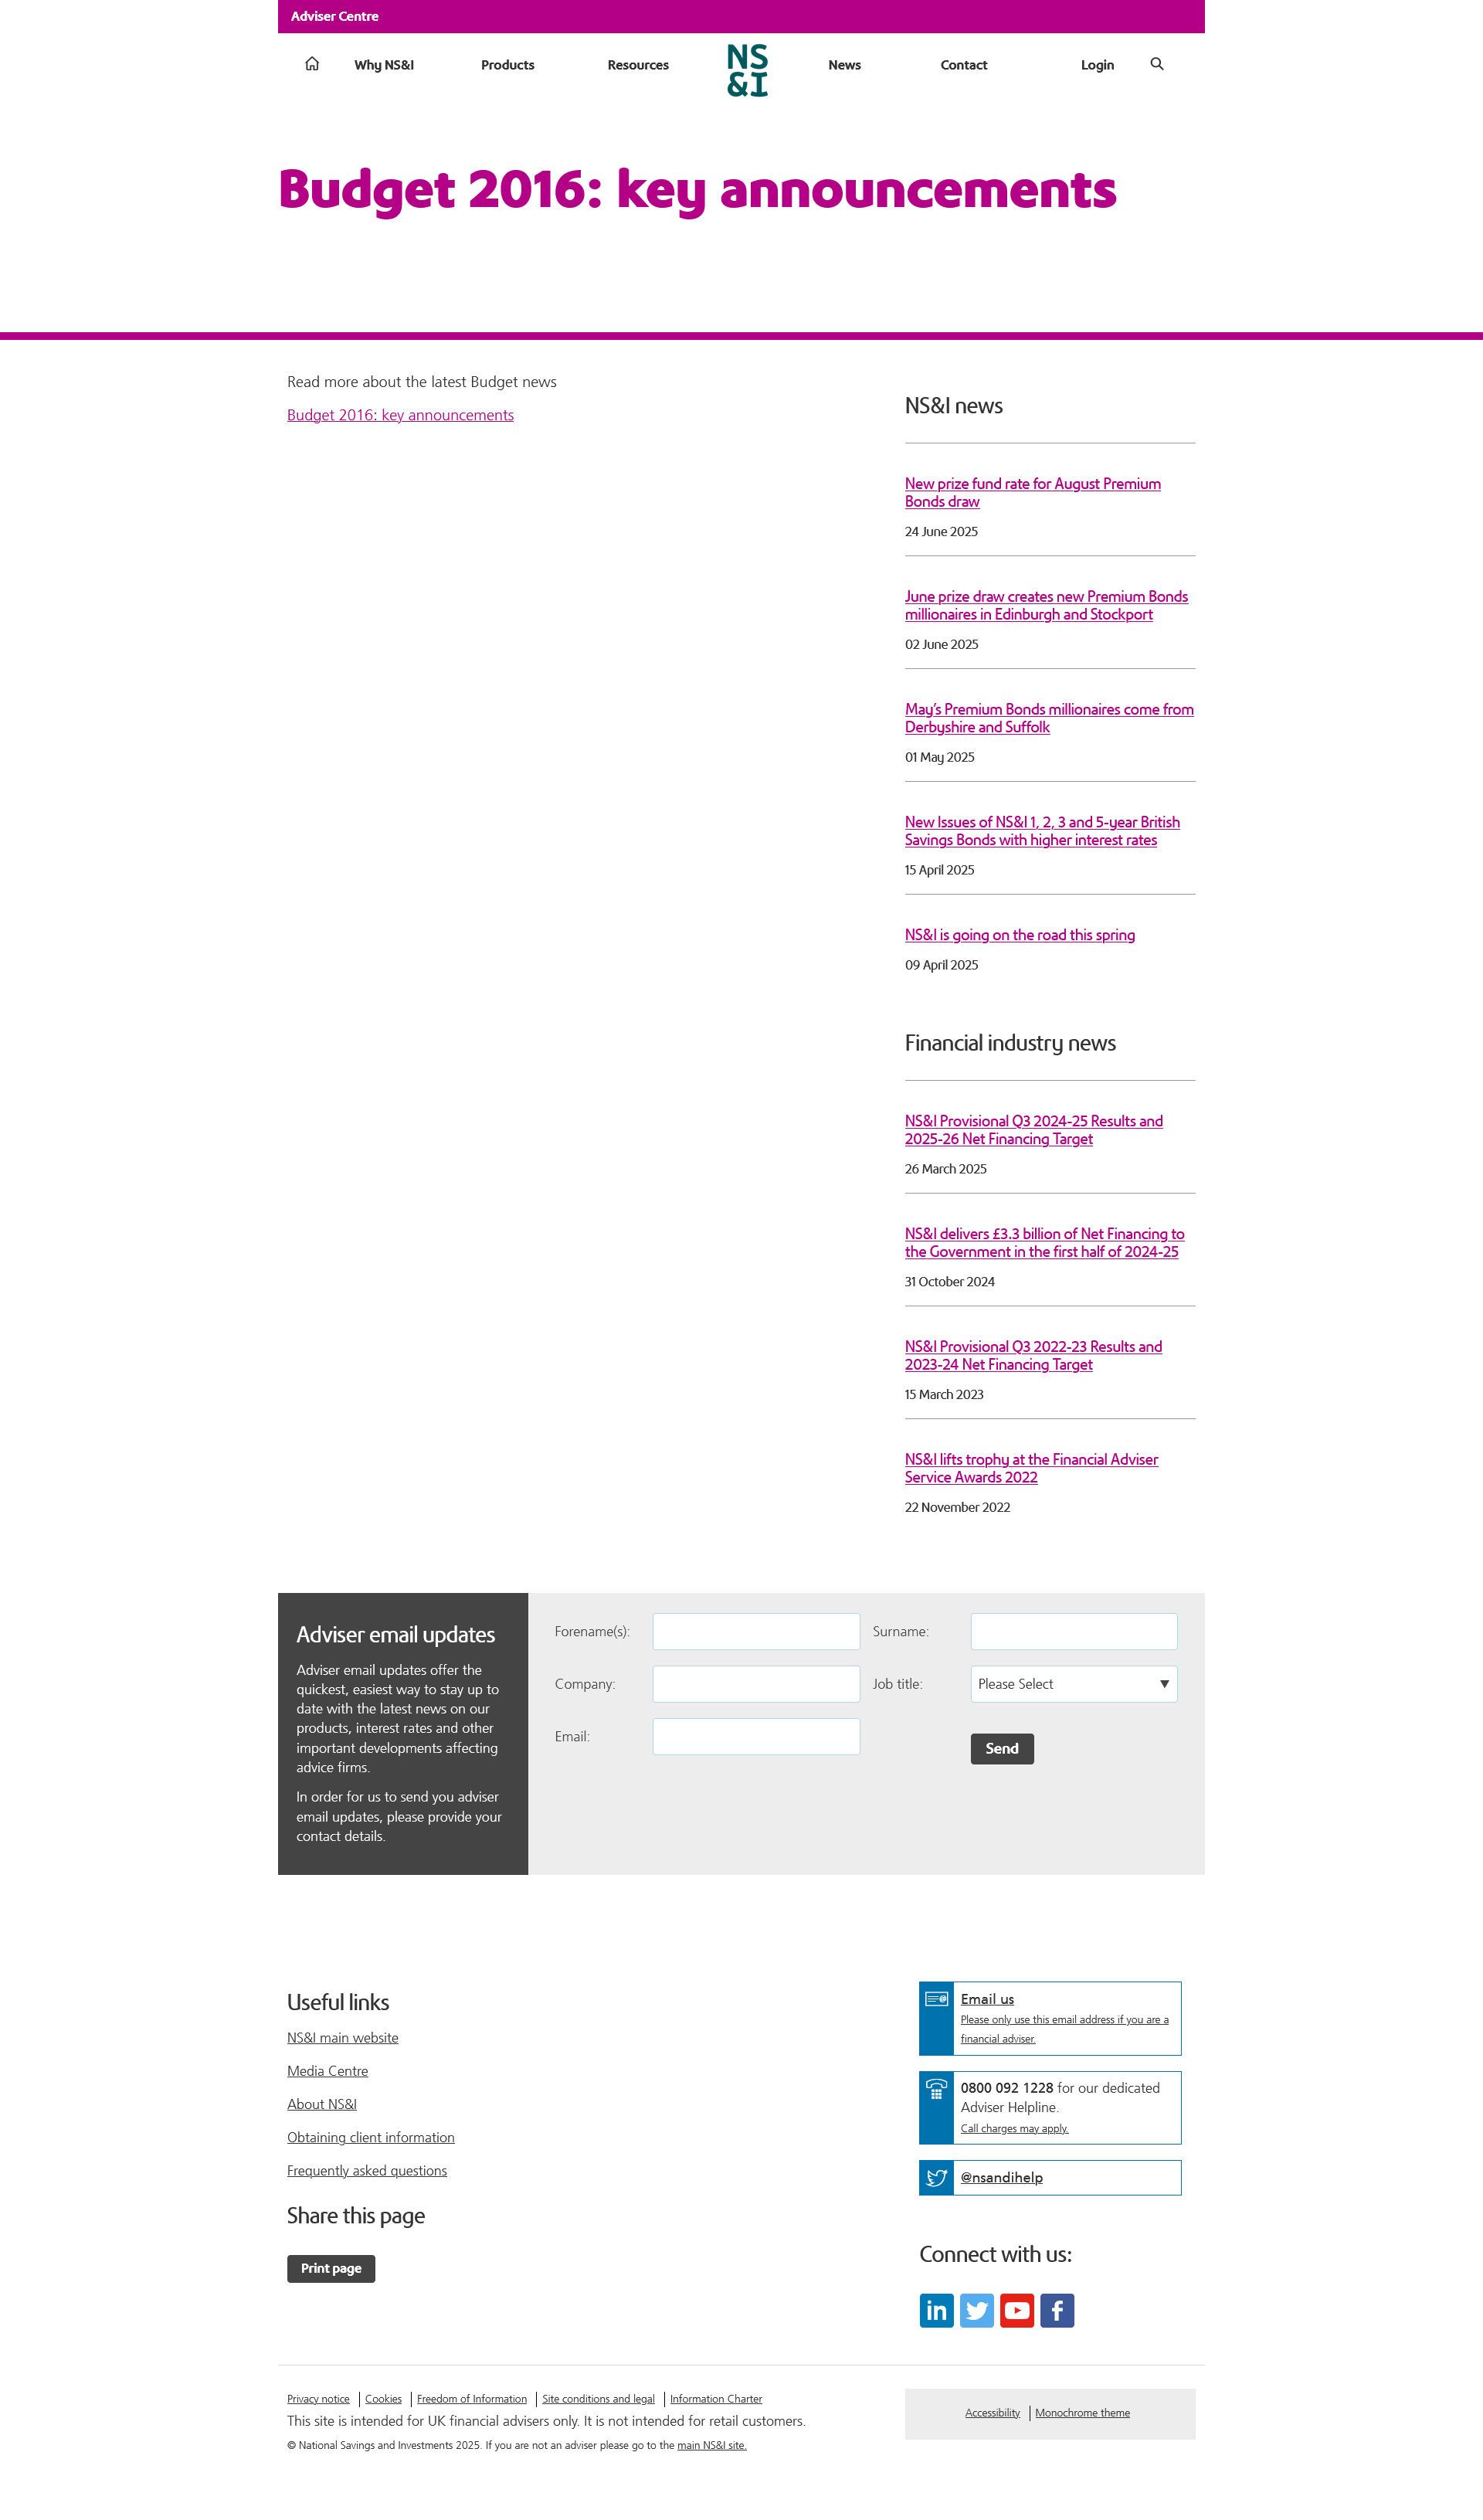 Adviser Centre
Why NS&I
Products
Resources
NS
&I
News
Contact
Login
Budget 2016: key announcements
Read more about the latest Budget news
Budget 2016: key announcements
NS&I news
New prize fund rate for August Premium
Bonds draw
24 June 2025
June prize draw creates new Premium Bonds
millionaires in Edinburgh and Stockport
02 June 2025
May's Premium Bonds millionaires come from
Derbyshire and Suffolk
01 May 2025
New Issues of NS&I 1, 2, 3 and 5-year British
Savings Bonds with higher interest rates
15 April 2025
NS&I is going on the road this spring
09 April 2025
Financial industry news
NS&I Provisional Q3 2024-25 Results and
2025-26 Net Financing Target
26 March 2025
NS&I delivers £3.3 billion of Net Financing to
the Government in the first half of 2024-25
31 October 2024
NS&I Provisional Q3 2022-23 Results and
2023-24 Net Financing Target
15 March 2023
NS&I lifts trophy at the Financial Adviser
Service Awards 2022
22 November 2022
Adviser email updates
Adviser email updates offer the
quickest, easiest way to stay up to
date with the latest news on our
products, interest rates and other
important developments affecting
advice firms.
In order for us to send you adviser
email updates, please provide your
contact details.
Forename(s):
Surname:
Company:
Job title:
Please Select
Email:
Send
Useful links
NS&I main website
Media Centre
About NS&I
Obtaining client information
Frequently asked questions
Share this page
Print page
Email us
Please only use this email address if you are a
financial adviser.
0800 092 1228 for our dedicated
Adviser Helpline.
Call charges may apply.
@nsandihelp
Connect with us:
Privacy notice
Cookies
Freedom of Information
Site conditions and legal
Information Charter
This site is intended for UK financial advisers only. It is not intended for retail customers.
© National Savings and Investments 2025. If you are not an adviser please go to the main NS&I site.
Accessibility
Monochrome theme